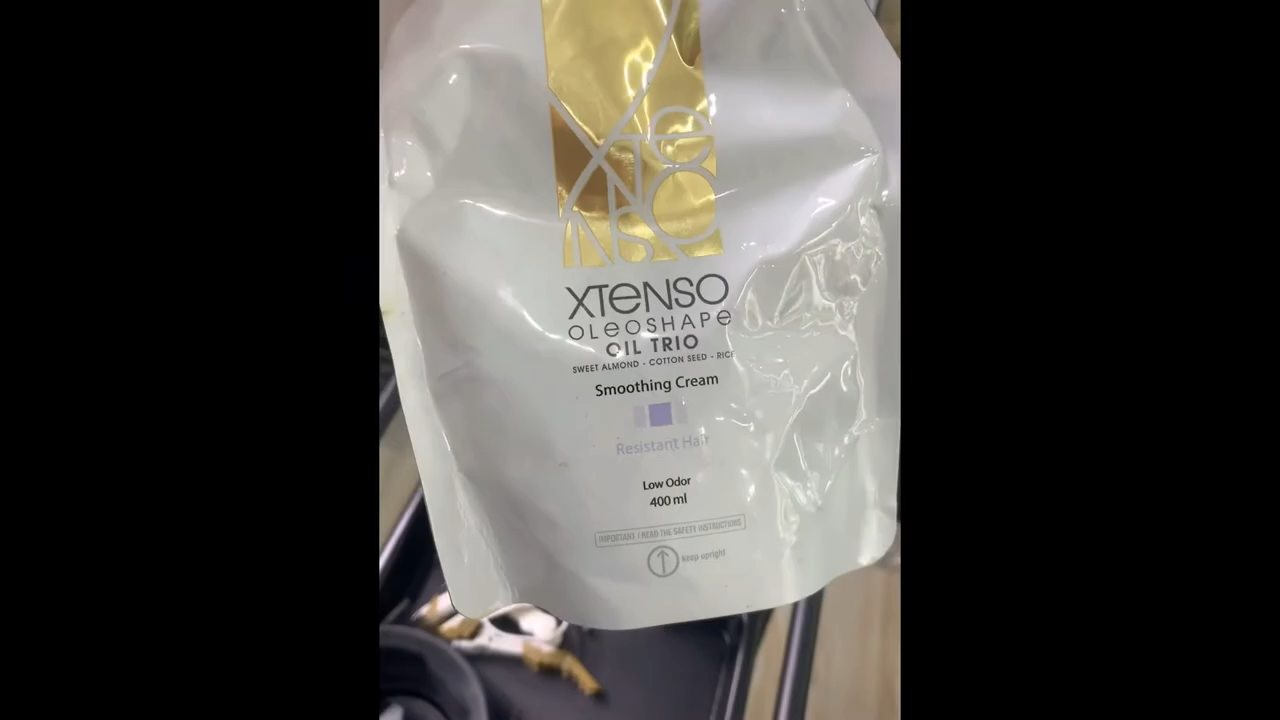 XTENSO
XTENSO
OLEOSHAPE
OIL TRIO
SWEET ALMOND - COTTON SEED - RICE
Smoothing Cream
Resistant Hair
Low Odor
400 ml
IMPORTANT / READ THE SAFETY INSTRUCTIONS
keep upright